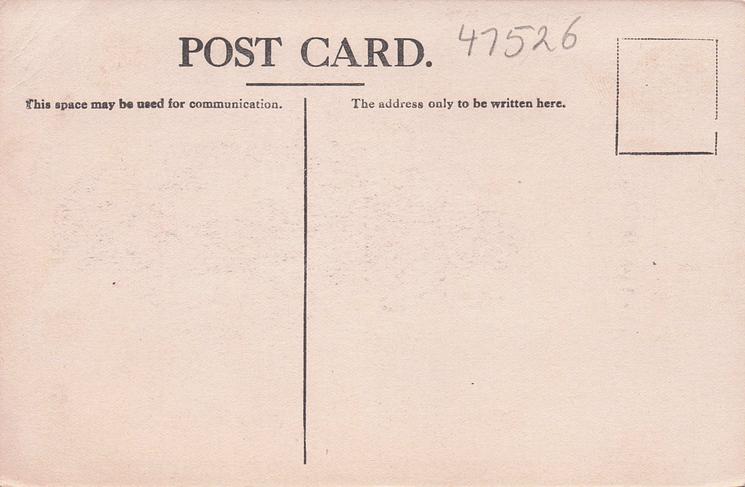 POST CARD.
47526
This space may be used for communication.
The address only to be written here.